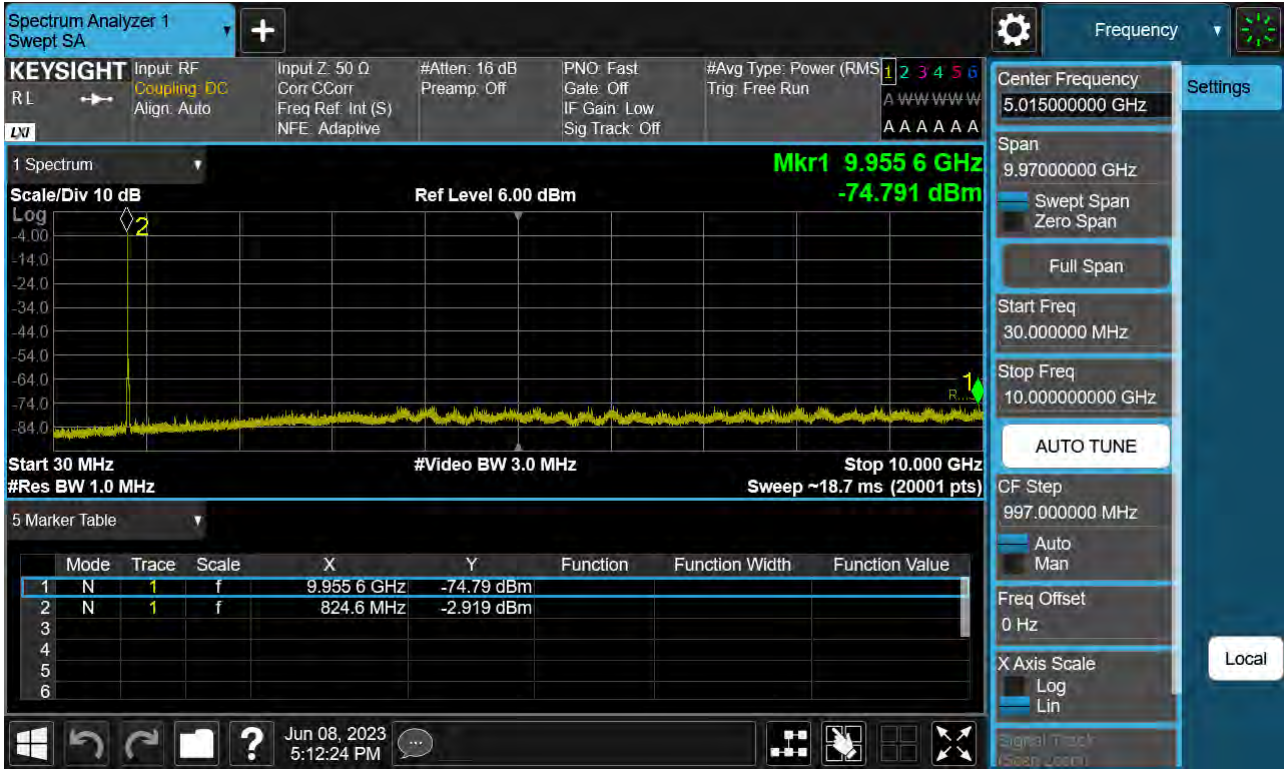 Spectrum Analyzer 1
Swept SA
Frequency
KEYSIGHT
RL
LXI
Input: RF
Coupling: DC
Align: Auto
Input Z: 50 Ω
Corr CCorr
Freq Ref: Int (S)
NFE: Adaptive
#Atten: 16 dB
Preamp: Off
PNO: Fast
Gate: Off
IF Gain: Low
Sig Track: Off
#Avg Type: Power (RMS
Trig: Free Run
1 2 3 4 5 6
A W W W W W
A A A A A A
1 Spectrum
Mkr1 9.955 6 GHz
-74.791 dBm
Scale/Div 10 dB
Ref Level 6.00 dBm
Log
2
-4.00
-14.0
-24.0
-34.0
-44.0
-54.0
-64.0
1
-74.0
-84.0
Start 30 MHz
#Video BW 3.0 MHz
Stop 10.000 GHz
#Res BW 1.0 MHz
Sweep ~18.7 ms (20001 pts)
5 Marker Table
Mode Trace Scale X Y Function Function Width Function Value
1 N 1 f 9.955 6 GHz -74.79 dBm
2 N 1 f 824.6 MHz -2.919 dBm
3
4
5
6
Jun 08, 2023
5:12:24 PM
Center Frequency
5.015000000 GHz
Settings
Span
9.97000000 GHz
Swept Span
Zero Span
Full Span
Start Freq
30.000000 MHz
Stop Freq
10.000000000 GHz
AUTO TUNE
CF Step
997.000000 MHz
Auto
Man
Freq Offset
0 Hz
X Axis Scale
Log
Lin
Local
Signal Track
(Span Zoom)